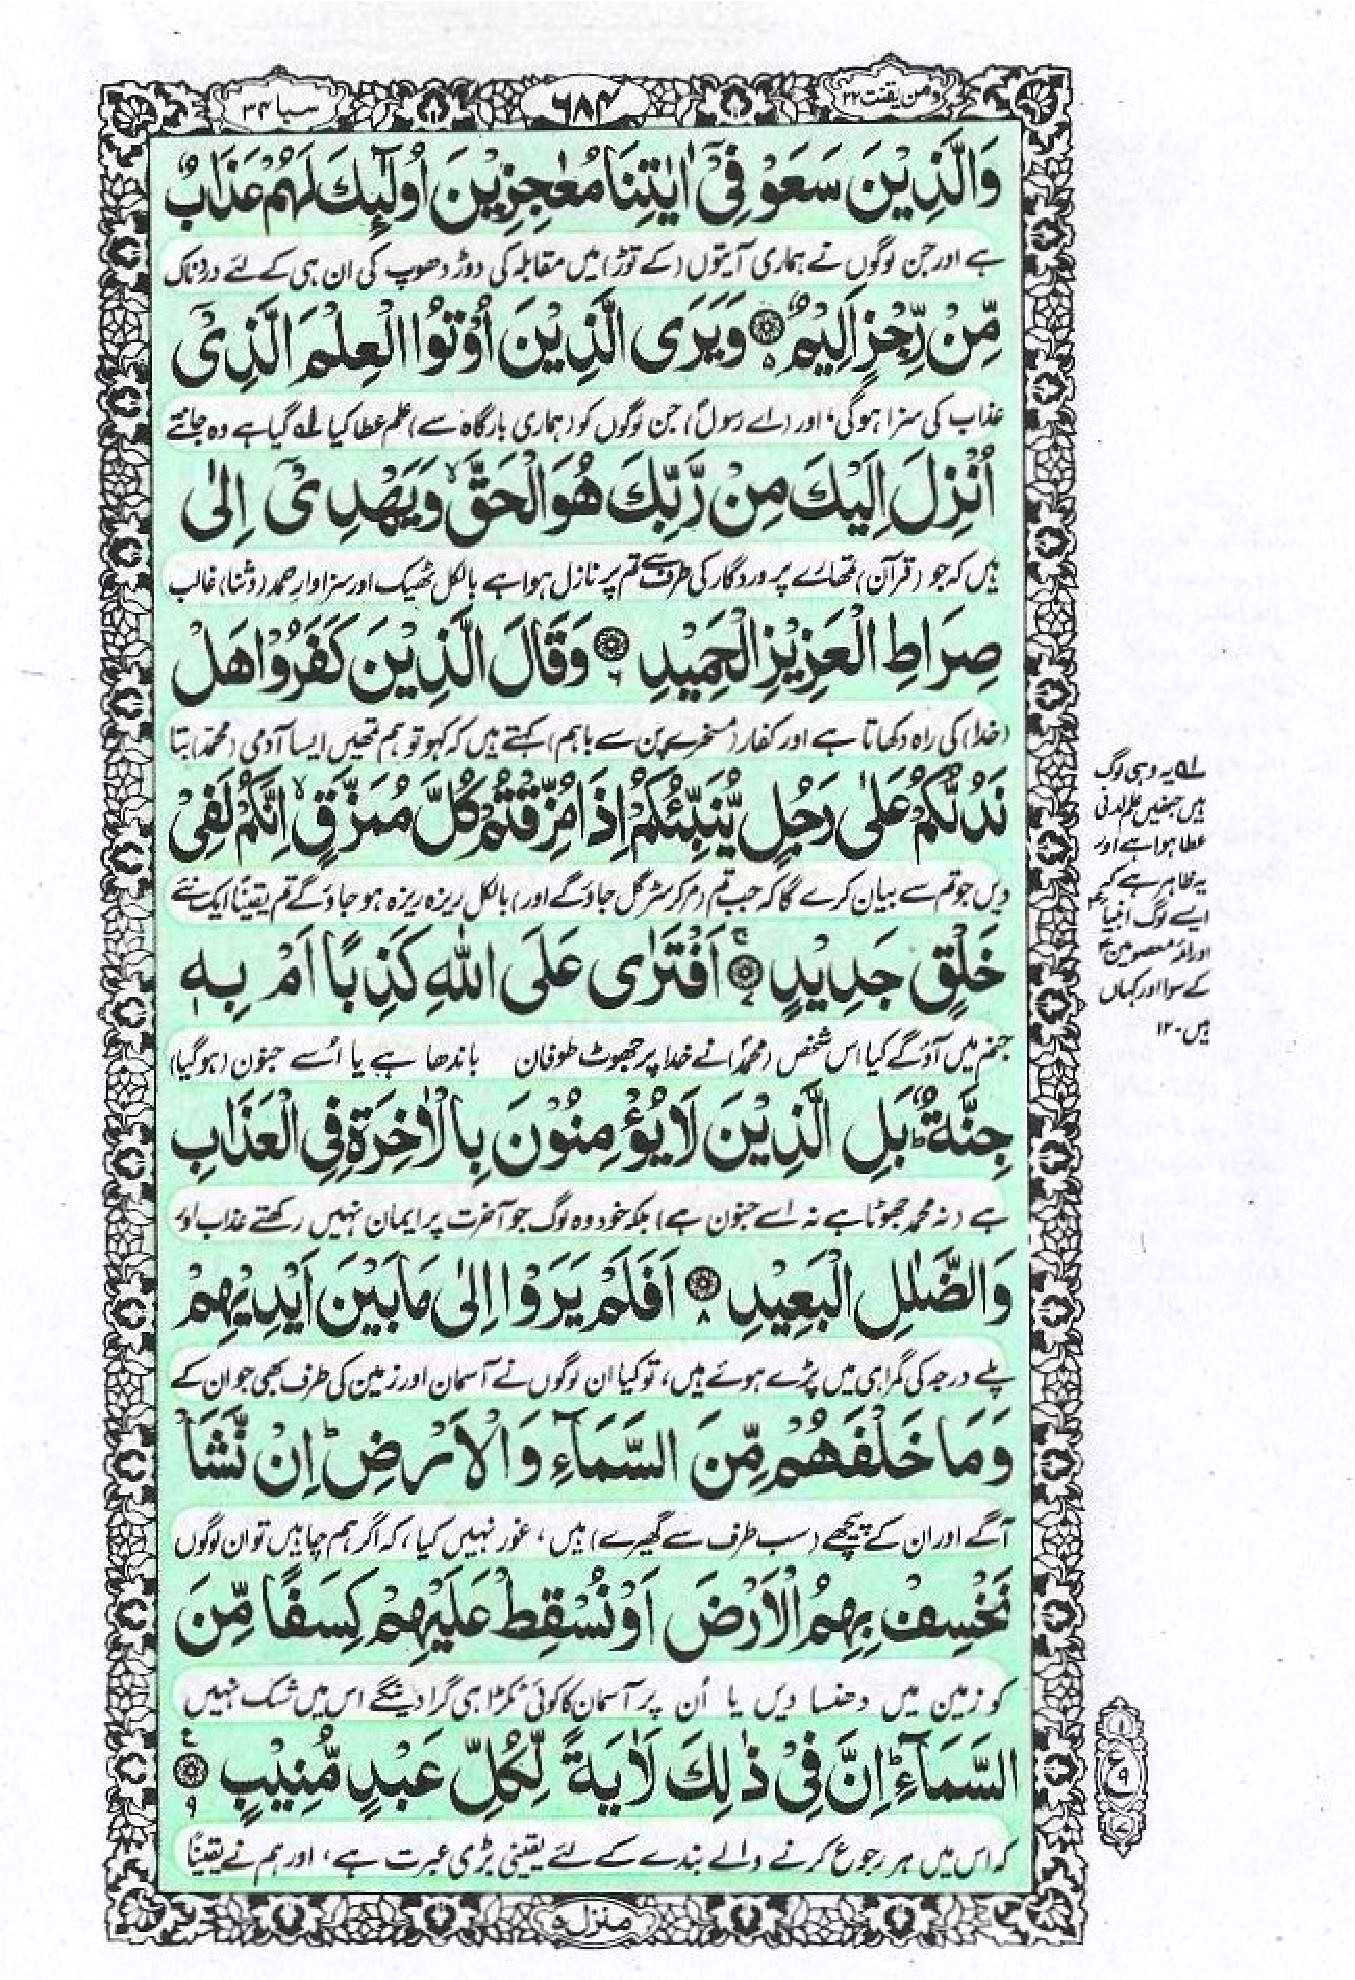 ومن یقنت ۲۲
۶۸۴
سبا ۳۴
وَالَّذِیْنَ سَعَوْ فِیْۤ اٰیٰتِنَا مُعٰجِزِیْنَ اُولٰٓئِكَ لَهُمْ عَذَابٌ
ہے اور جن لوگوں نے ہماری آیتوں (کے توڑ) میں مقابلہ کی دوڑ دھوپ کی ان ہی کے لئے دردناک
مِّنْ رِّجْزٍ اَلِیْمٌ ۵ وَیَرَی الَّذِیْنَ اُوْتُوا الْعِلْمَ الَّذِیْۤ
عذاب کی سزا ہوگی، اور (اے رسولؐ) جن لوگوں کو (ہماری بارگاہ سے) علم عطا کیا لہ گیا ہے وہ جانتے
اُنْزِلَ اِلَیْكَ مِنْ رَّبِّكَ هُوَ الْحَقَّ ۙ وَیَهْدِیْۤ اِلٰی
ہیں کہ جو (قرآن) تمھارے پروردگار کی طرف سے تم پر نازل ہوا ہے بالکل ٹھیک اور سزاوار حمد (و ثنا) غالب
صِرَاطِ الْعَزِیْزِ الْحَمِیْدِ ۶ وَقَالَ الَّذِیْنَ كَفَرُوْا هَلْ
(خدا) کی راہ دکھاتا ہے اور کفار (مسخرے پن سے باہم) کہتے ہیں کہ کہو تو ہم تمھیں ایسا آدمی (محمدؐ) بتا
نَدُلُّكُمْ عَلٰی رَجُلٍ یُّنَبِّئُكُمْ اِذَا مُزِّقْتُمْ كُلَّ مُمَزَّقٍ ۙ اِنَّكُمْ لَفِیْ
دیں جو تم سے بیان کرے گا کہ جب تم (مر کر سڑ گل جاؤ گے اور) بالکل ریزہ ریزہ ہو جاؤ گے تم یقیناً ایک نئے
خَلْقٍ جَدِیْدٍ ۚ ۷ اَفْتَرٰی عَلَی اللّٰهِ كَذِبًا اَمْ بِهٖ
جنم میں آؤ گے کیا اس شخص (محمدؐ) نے خدا پر جھوٹ طوفان باندھا ہے یا اُسے جنون (ہو گیا)
جِنَّةٌ ؕ بَلِ الَّذِیْنَ لَا یُؤْمِنُوْنَ بِالْاٰخِرَةِ فِی الْعَذَابِ
ہے (نہ محمدؐ جھوٹا ہے نہ اسے جنون ہے) بلکہ خود وہ لوگ جو آخرت پر ایمان نہیں رکھتے عذاب اور
وَالضَّلٰلِ الْبَعِیْدِ ۸ اَفَلَمْ یَرَوْا اِلٰی مَا بَیْنَ اَیْدِیْهِمْ
پلے درجہ کی گمراہی میں پڑے ہوئے ہیں، تو کیا ان لوگوں نے آسمان اور زمین کی طرف بھی جو ان کے
وَمَا خَلْفَهُمْ مِّنَ السَّمَآءِ وَالْاَرْضِ ؕ اِنْ نَّشَاْ
آگے اور ان کے پیچھے (سب طرف سے گھیرے) ہیں، غور نہیں کیا، کہ اگر ہم چاہیں تو ان لوگوں
نَخْسِفْ بِهِمُ الْاَرْضَ اَوْ نُسْقِطْ عَلَیْهِمْ كِسَفًا مِّنَ
کو زمین میں دھنسا دیں یا اُن پر آسمان کا کوئی ٹکڑا ہی گرا دینگے اس میں شک نہیں
السَّمَآءِ ؕ اِنَّ فِیْ ذٰلِكَ لَاٰیَةً لِّكُلِّ عَبْدٍ مُّنِیْبٍ ۹ ع
کہ اس میں ہر رجوع کرنے والے بندے کے لئے یقینی بڑی عبرت ہے، اور ہم نے یقیناً
منزل ۵
لہ یہ وہی لوگ
ہیں جنھیں علم لدنی
عطا ہوا ہے اور
یہ ظاہر ہے کہ
ایسے لوگ انبیاء
اور ائمہ معصومین
کے سوا اور کہاں
ہیں۔ ۱۲
۱
ع
۹
۷